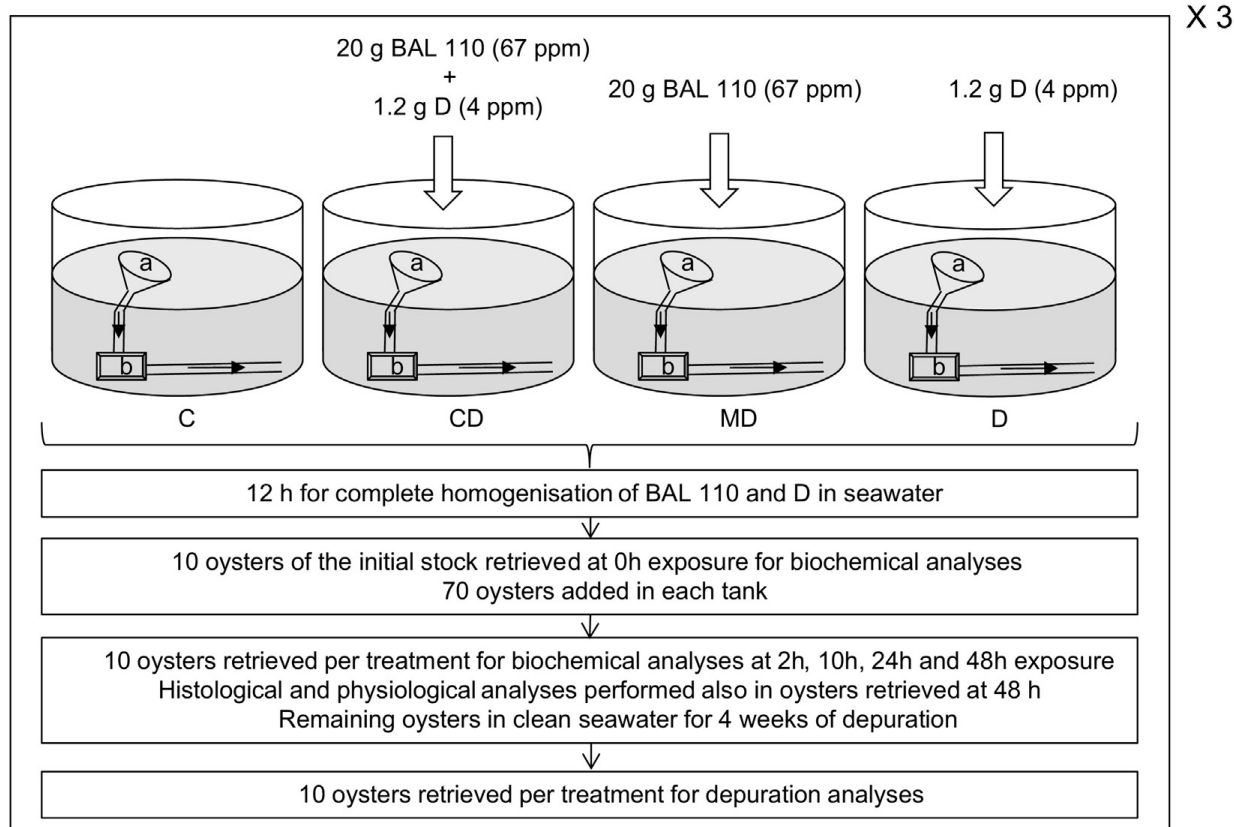 X 3
20 g BAL 110 (67 ppm)
+
1.2 g D (4 ppm)
20 g BAL 110 (67 ppm)
1.2 g D (4 ppm)
a
a
a
a
b
b
b
b
C
CD
MD
D
12 h for complete homogenisation of BAL 110 and D in seawater
10 oysters of the initial stock retrieved at 0h exposure for biochemical analyses
70 oysters added in each tank
10 oysters retrieved per treatment for biochemical analyses at 2h, 10h, 24h and 48h exposure
Histological and physiological analyses performed also in oysters retrieved at 48 h
Remaining oysters in clean seawater for 4 weeks of depuration
10 oysters retrieved per treatment for depuration analyses